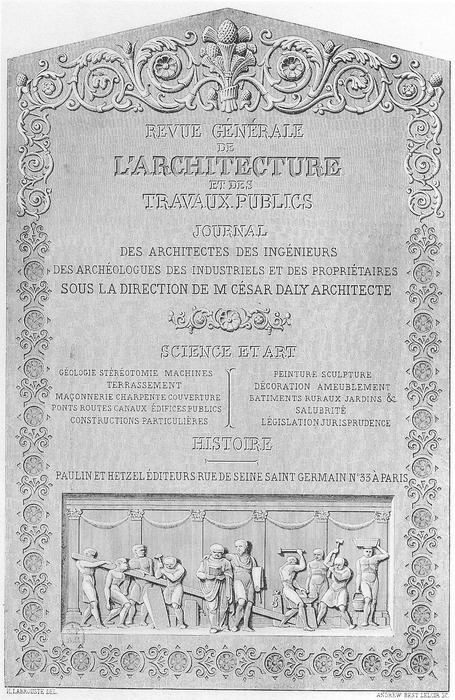 REVUE GÉNÉRALE
DE
L'ARCHITECTURE
ET DES
TRAVAUX PUBLICS
JOURNAL
DES ARCHITECTES DES INGÉNIEURS
DES ARCHÉOLOGUES DES INDUSTRIELS ET DES PROPRIÉTAIRES
SOUS LA DIRECTION DE M CÉSAR DALY ARCHITECTE
SCIENCE ET ART
GÉOLOGIE STÉRÉOTOMIE MACHINES
TERRASSEMENT
MAÇONNERIE CHARPENTE COUVERTURE
PONTS ROUTES CANAUX ÉDIFICES PUBLICS
CONSTRUCTIONS PARTICULIÈRES
PEINTURE SCULPTURE
DÉCORATION AMEUBLEMENT
BATIMENTS RURAUX JARDINS &
SALUBRITÉ
LÉGISLATION JURISPRUDENCE
HISTOIRE
PAULIN ET HETZEL ÉDITEURS RUE DE SEINE SAINT GERMAIN N° 33 À PARIS
H. LABROUSTE DEL.
ANDREW BEST LELOIR SC.